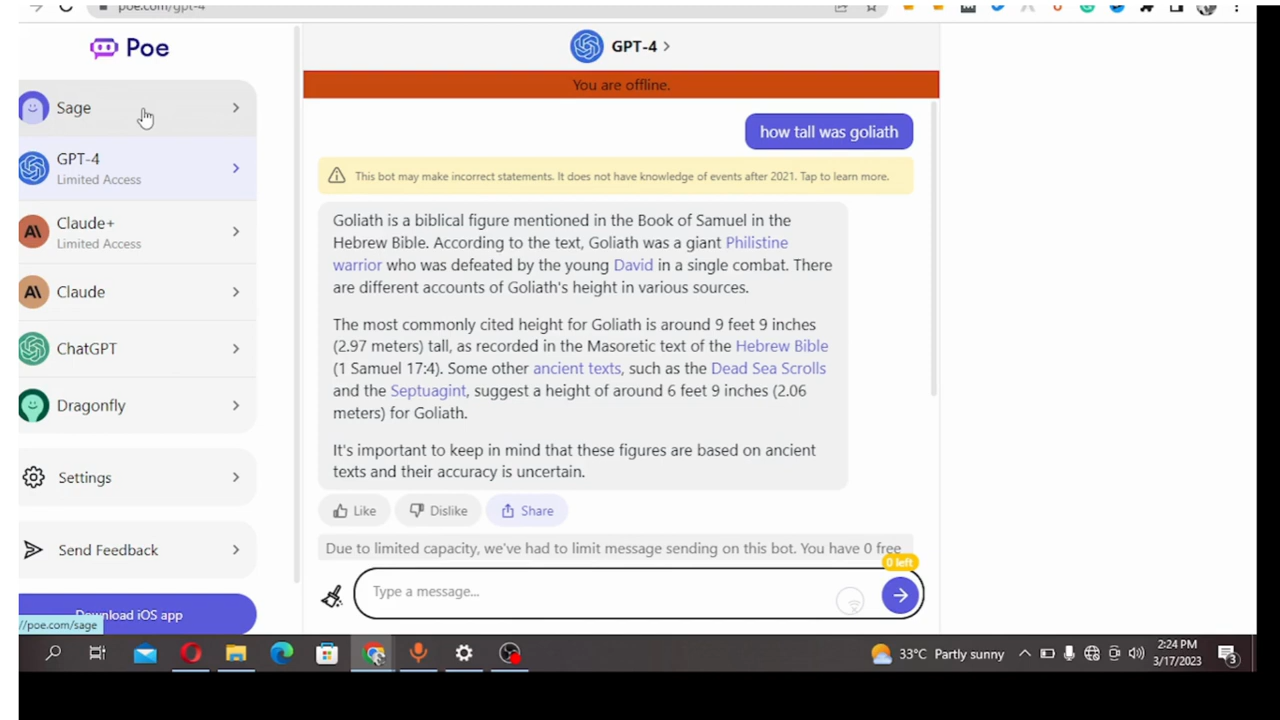 poe.com/gpt-4
Poe
GPT-4
You are offline.
Sage
how tall was goliath
GPT-4
Limited Access
This bot may make incorrect statements. It does not have knowledge of events after 2021. Tap to learn more.
Claude+
Limited Access
Goliath is a biblical figure mentioned in the Book of Samuel in the
Hebrew Bible. According to the text, Goliath was a giant Philistine
warrior who was defeated by the young David in a single combat. There
are different accounts of Goliath's height in various sources.
Claude
The most commonly cited height for Goliath is around 9 feet 9 inches
(2.97 meters) tall, as recorded in the Masoretic text of the Hebrew Bible
(1 Samuel 17:4). Some other ancient texts, such as the Dead Sea Scrolls
and the Septuagint, suggest a height of around 6 feet 9 inches (2.06
meters) for Goliath.
ChatGPT
Dragonfly
It's important to keep in mind that these figures are based on ancient
texts and their accuracy is uncertain.
Settings
Like
Dislike
Share
Send Feedback
Due to limited capacity, we've had to limit message sending on this bot. You have 0 free
0 left
Type a message...
Download iOS app
//poe.com/sage
33°C Partly sunny
2:24 PM
3/17/2023
3